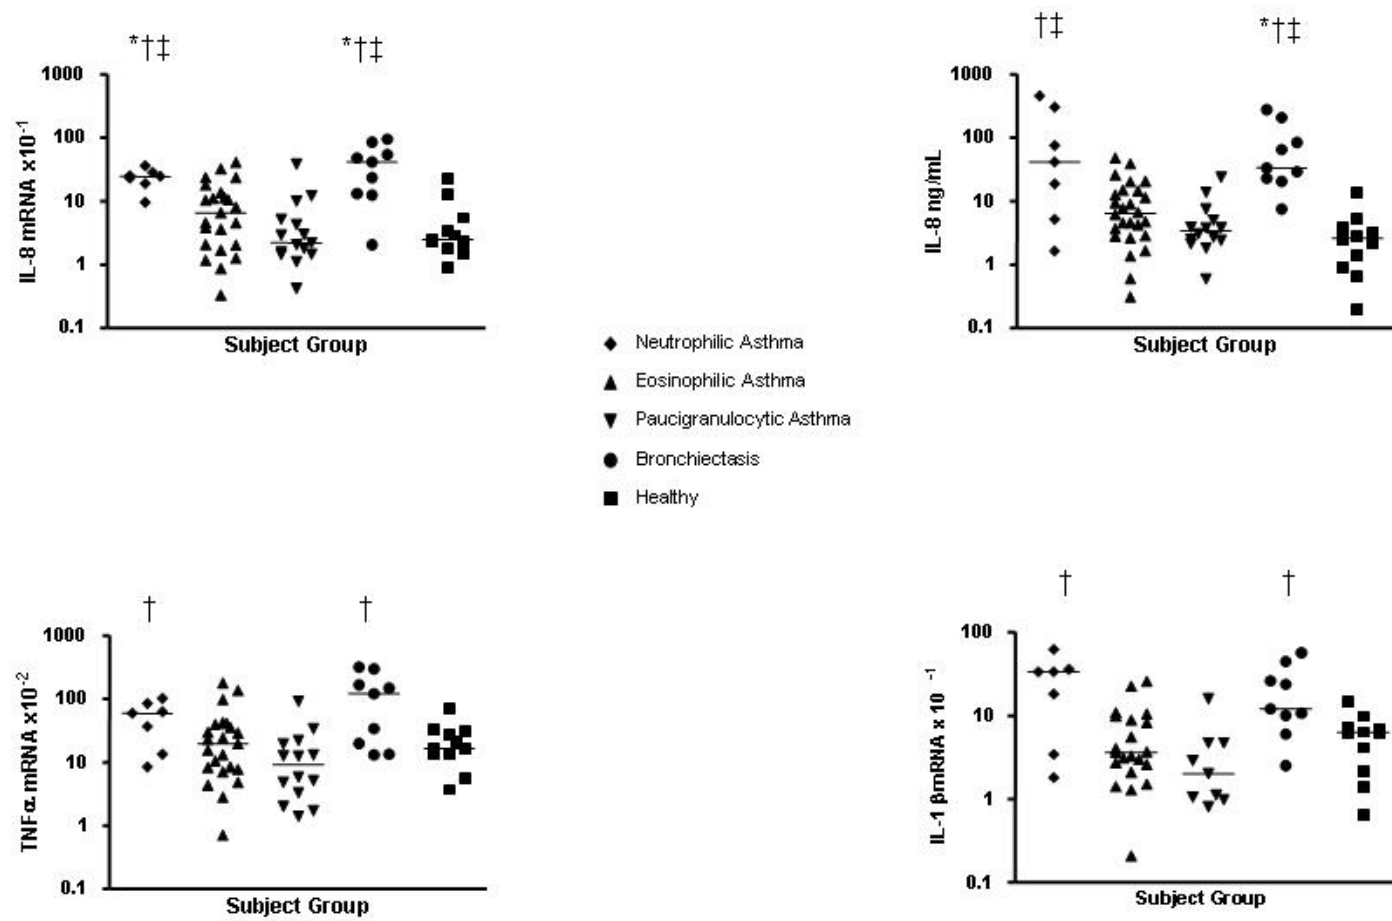 *†‡ *†‡
1000
100
10
1
0.1
IL-8 mRNA x10-1
Subject Group
†‡ *†‡
1000
100
10
1
0.1
IL-8 ng/mL
Subject Group
Neutrophilic Asthma
Eosinophilic Asthma
Paucigranulocytic Asthma
Bronchiectasis
Healthy
† †
1000
100
10
1
0.1
TNFα mRNA x10-2
Subject Group
† †
100
10
1
0.1
IL-1 βmRNA x 10 -1
Subject Group